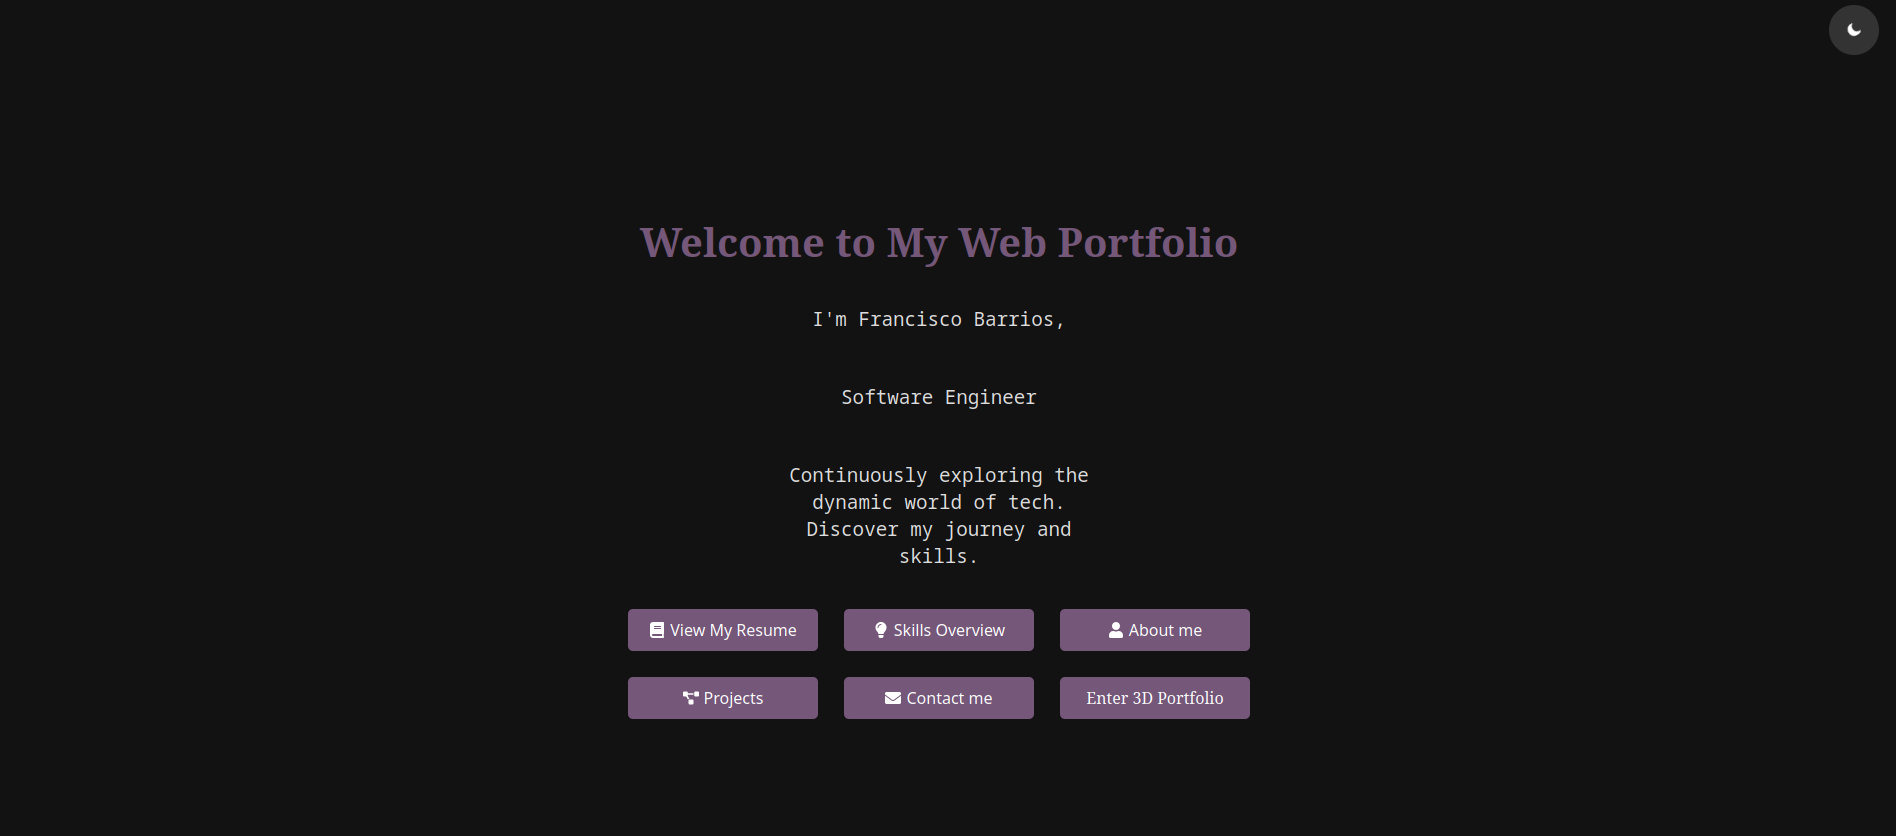 Welcome to My Web Portfolio
I'm Francisco Barrios,
Software Engineer
Continuously exploring the
dynamic world of tech.
Discover my journey and
skills.
View My Resume
Skills Overview
About me
Projects
Contact me
Enter 3D Portfolio